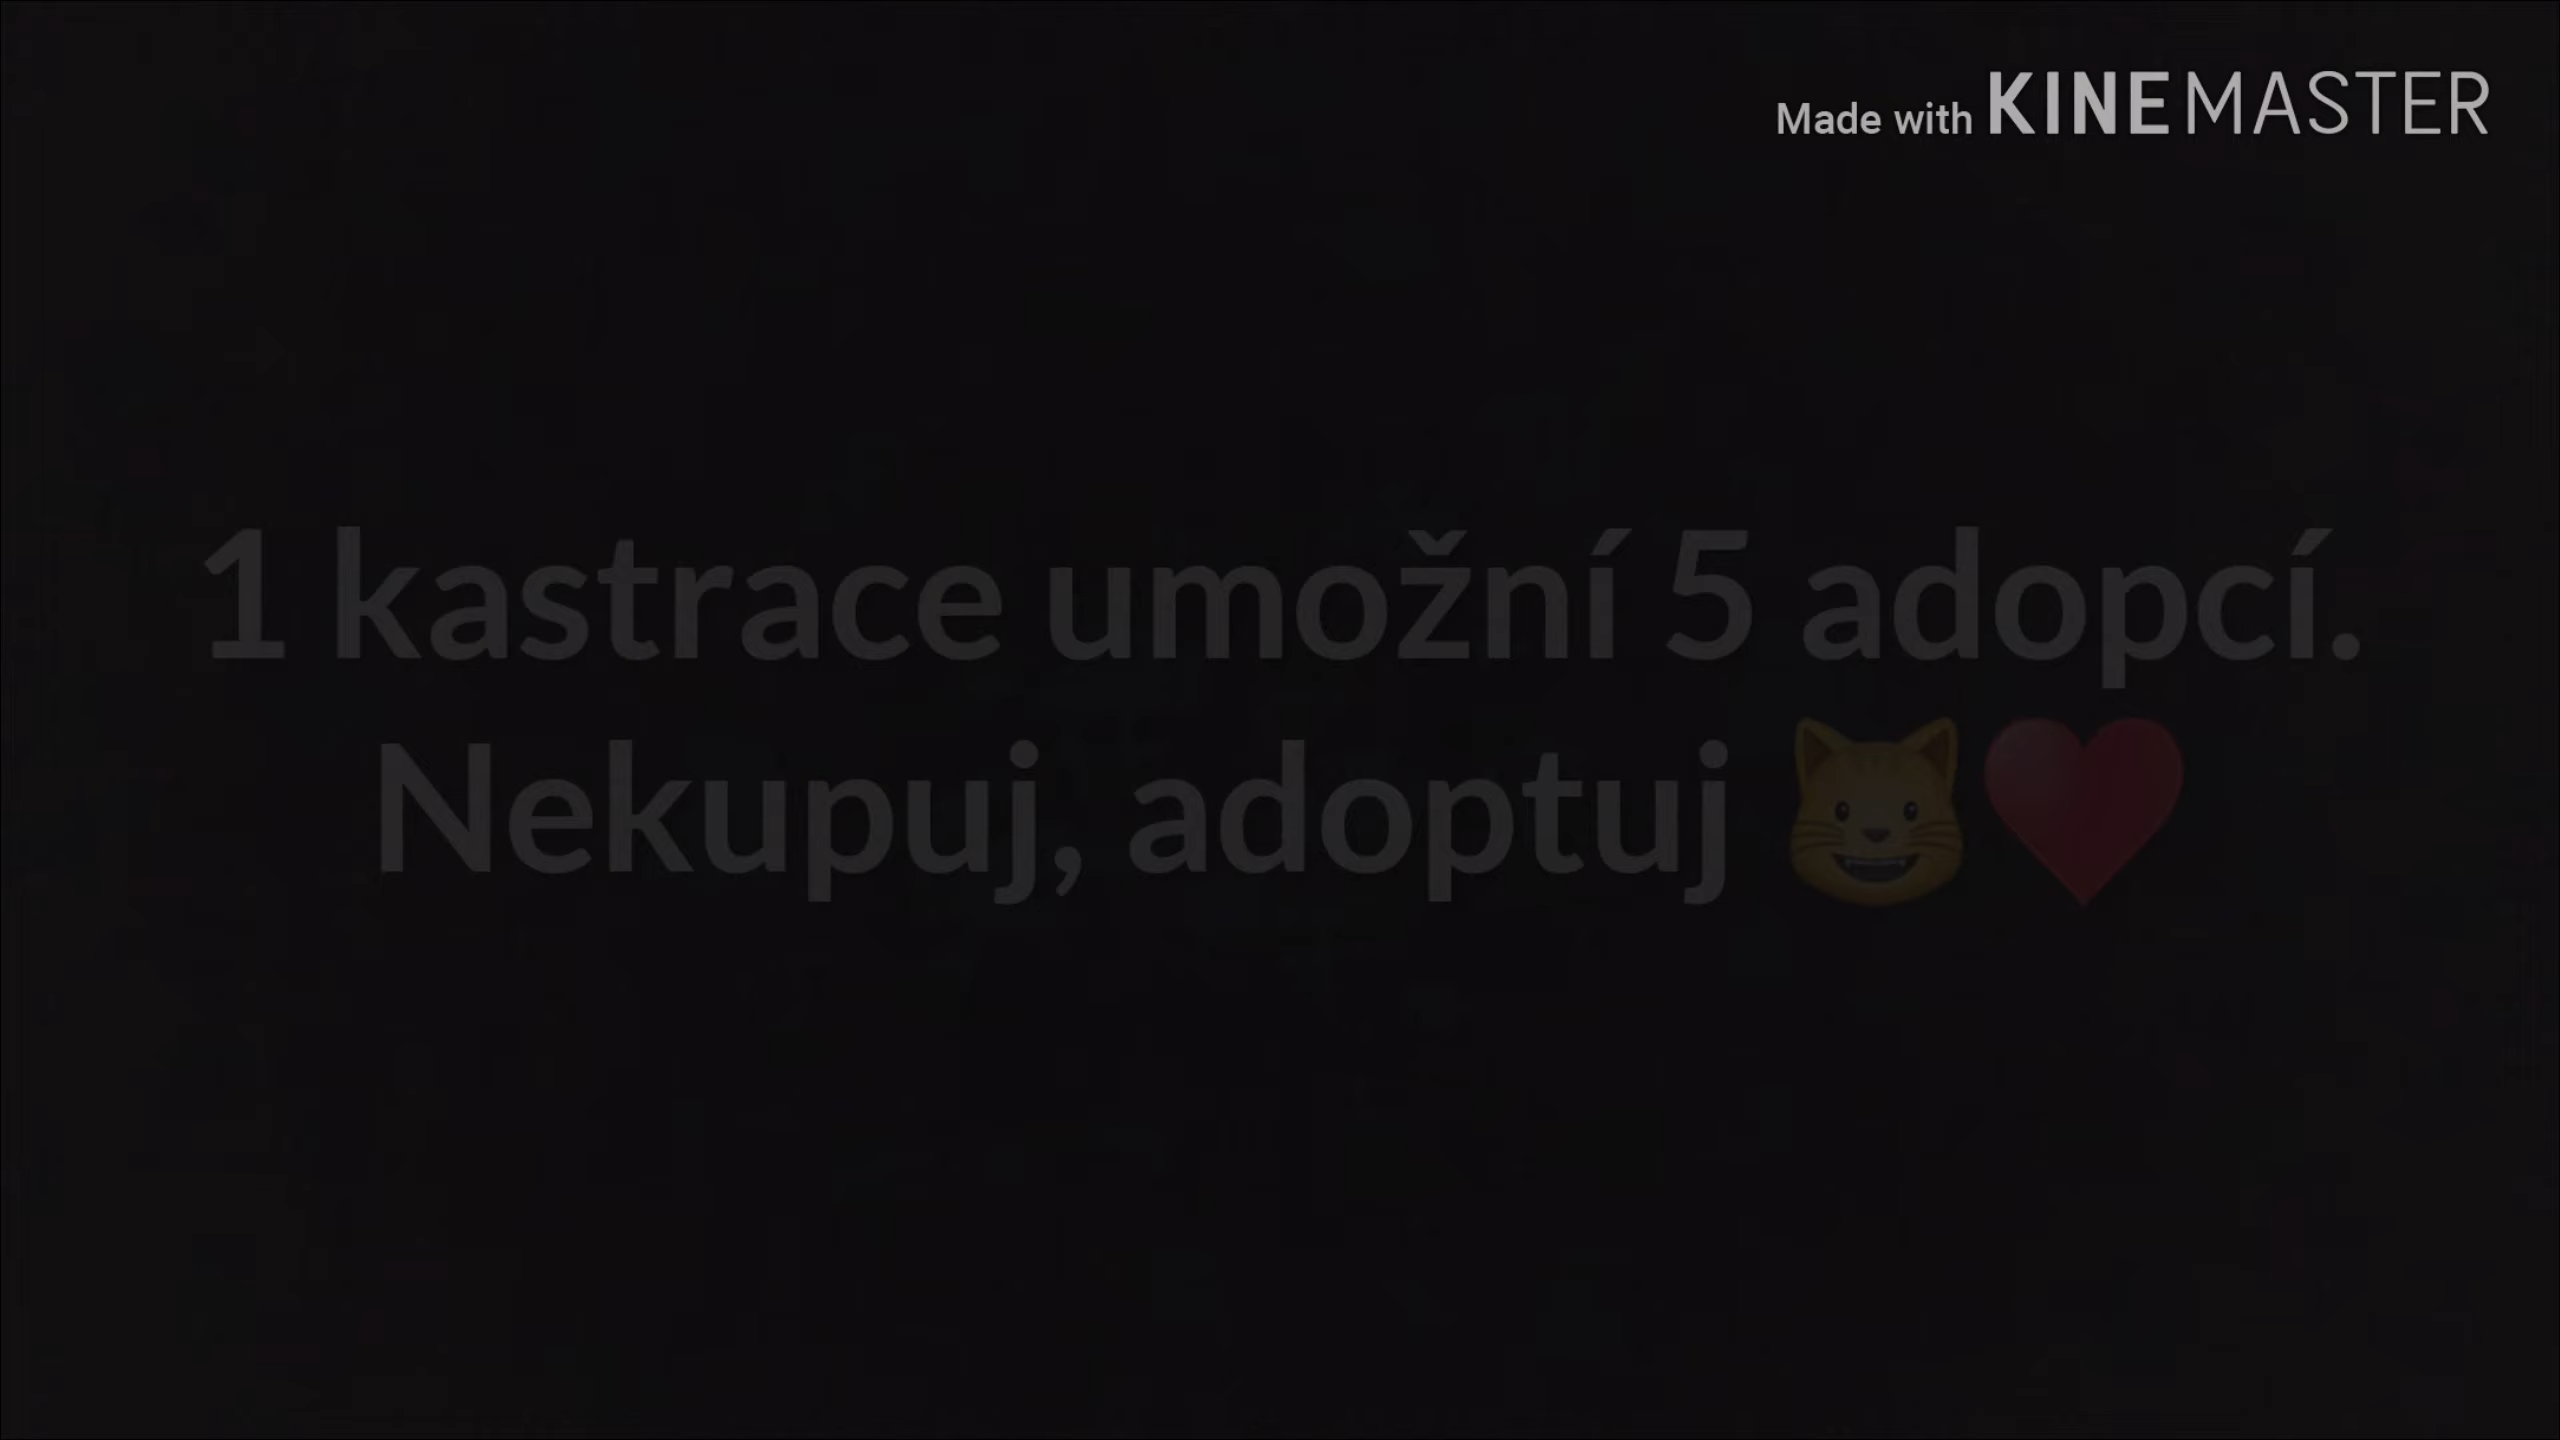 Made with KINEMASTER
1 kastrace umožní 5 adopcí.
Nekupuj, adoptuj 😺❤️